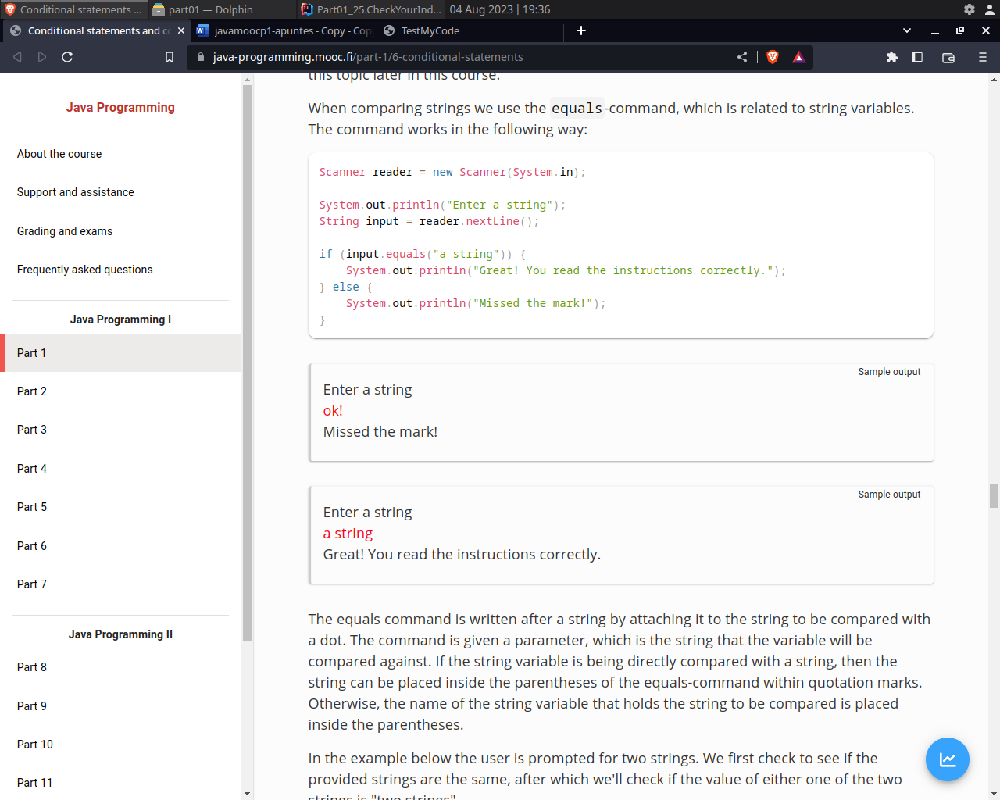 Conditional statements ...
part01 — Dolphin
Part01_25.CheckYourInd...
04 Aug 2023 | 19:36
Conditional statements and co
javamoocp1-apuntes - Copy - Cop
TestMyCode
java-programming.mooc.fi/part-1/6-conditional-statements
Java Programming
About the course
Support and assistance
Grading and exams
Frequently asked questions
Java Programming I
Part 1
Part 2
Part 3
Part 4
Part 5
Part 6
Part 7
Java Programming II
Part 8
Part 9
Part 10
Part 11
this topic later in this course.
When comparing strings we use the equals-command, which is related to string variables.
The command works in the following way:
Scanner reader = new Scanner(System.in);
System.out.println("Enter a string");
String input = reader.nextLine();
if (input.equals("a string")) {
    System.out.println("Great! You read the instructions correctly.");
} else {
    System.out.println("Missed the mark!");
}
Sample output
Enter a string
ok!
Missed the mark!
Sample output
Enter a string
a string
Great! You read the instructions correctly.
The equals command is written after a string by attaching it to the string to be compared with
a dot. The command is given a parameter, which is the string that the variable will be
compared against. If the string variable is being directly compared with a string, then the
string can be placed inside the parentheses of the equals-command within quotation marks.
Otherwise, the name of the string variable that holds the string to be compared is placed
inside the parentheses.
In the example below the user is prompted for two strings. We first check to see if the
provided strings are the same, after which we'll check if the value of either one of the two
strings is "two strings".